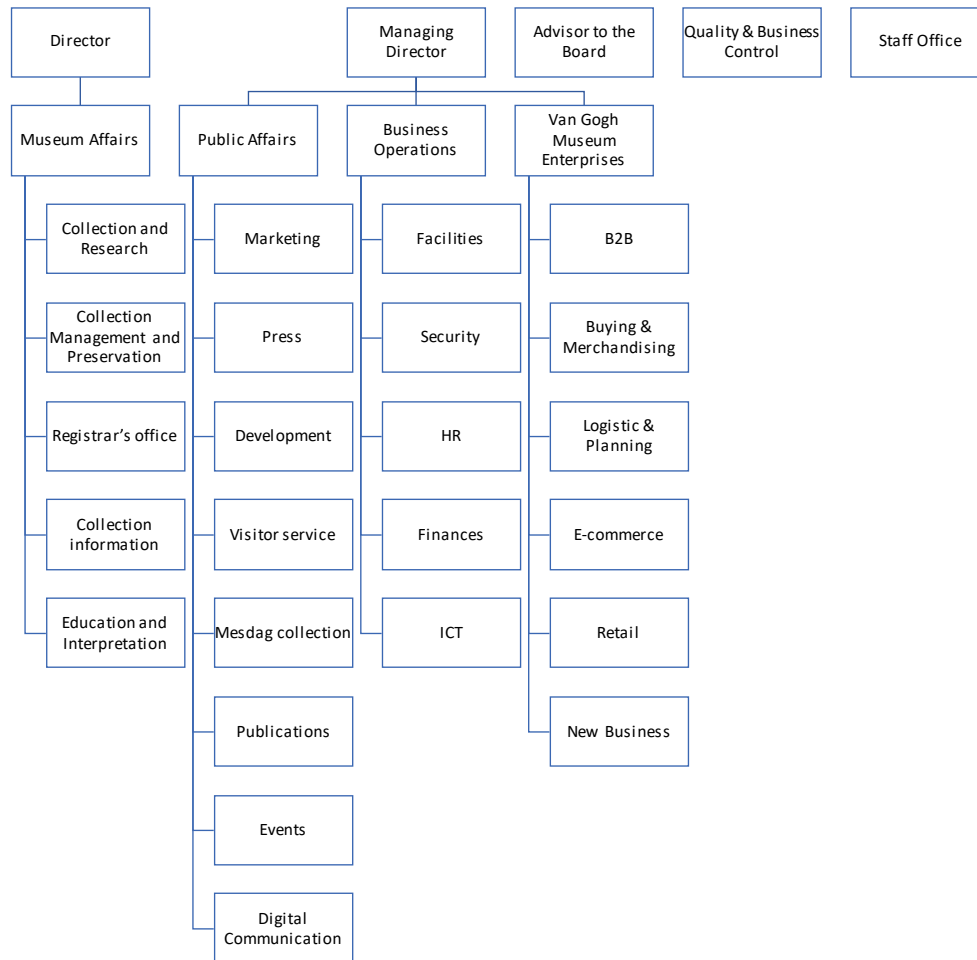 Director
Managing
Director
Advisor to the
Board
Quality & Business
Control
Staff Office
Museum Affairs
Public Affairs
Business
Operations
Van Gogh
Museum
Enterprises
Collection and
Research
Marketing
Facilities
B2B
Collection
Management and
Preservation
Press
Security
Buying &
Merchandising
Registrar’s office
Development
HR
Logistic &
Planning
Collection
information
Visitor service
Finances
E-commerce
Education and
Interpretation
Mesdag collection
ICT
Retail
Publications
New Business
Events
Digital
Communication